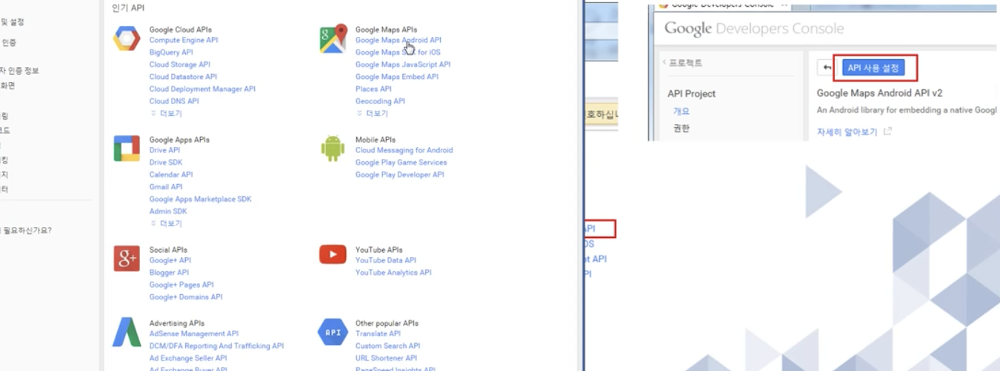 인기 API
및 설정
인증
자 인증 정보
화면
Google Cloud APIs
Compute Engine API
BigQuery API
Cloud Storage API
Cloud Datastore API
Cloud Deployment Manager API
Cloud DNS API
더보기
Google Maps APIs
Google Maps Android API
Google Maps SDK for iOS
Google Maps JavaScript API
Google Maps Embed API
Places API
Geocoding API
더보기
Google Apps APIs
Drive API
Drive SDK
Calendar API
Gmail API
Google Apps Marketplace SDK
Admin SDK
더보기
Mobile APIs
Cloud Messaging for Android
Google Play Game Services
Google Play Developer API
필요하신가요?
Social APIs
Google+ API
Blogger API
Google+ Pages API
Google+ Domains API
YouTube APIs
YouTube Data API
YouTube Analytics API
Advertising APIs
AdSense Management API
DCM/DFA Reporting And Trafficking API
Ad Exchange Seller API
Ad Exchange Buyer API
API
Other popular APIs
Translate API
Custom Search API
URL Shortener API
PageSpeed Insights API
호하십니
API
OS
pt API
PI
Google Developers Console
Google Developers Console
프로젝트
API Project
개요
권한
API 사용 설정
Google Maps Android API v2
An Android library for embedding a native Googl
자세히 알아보기